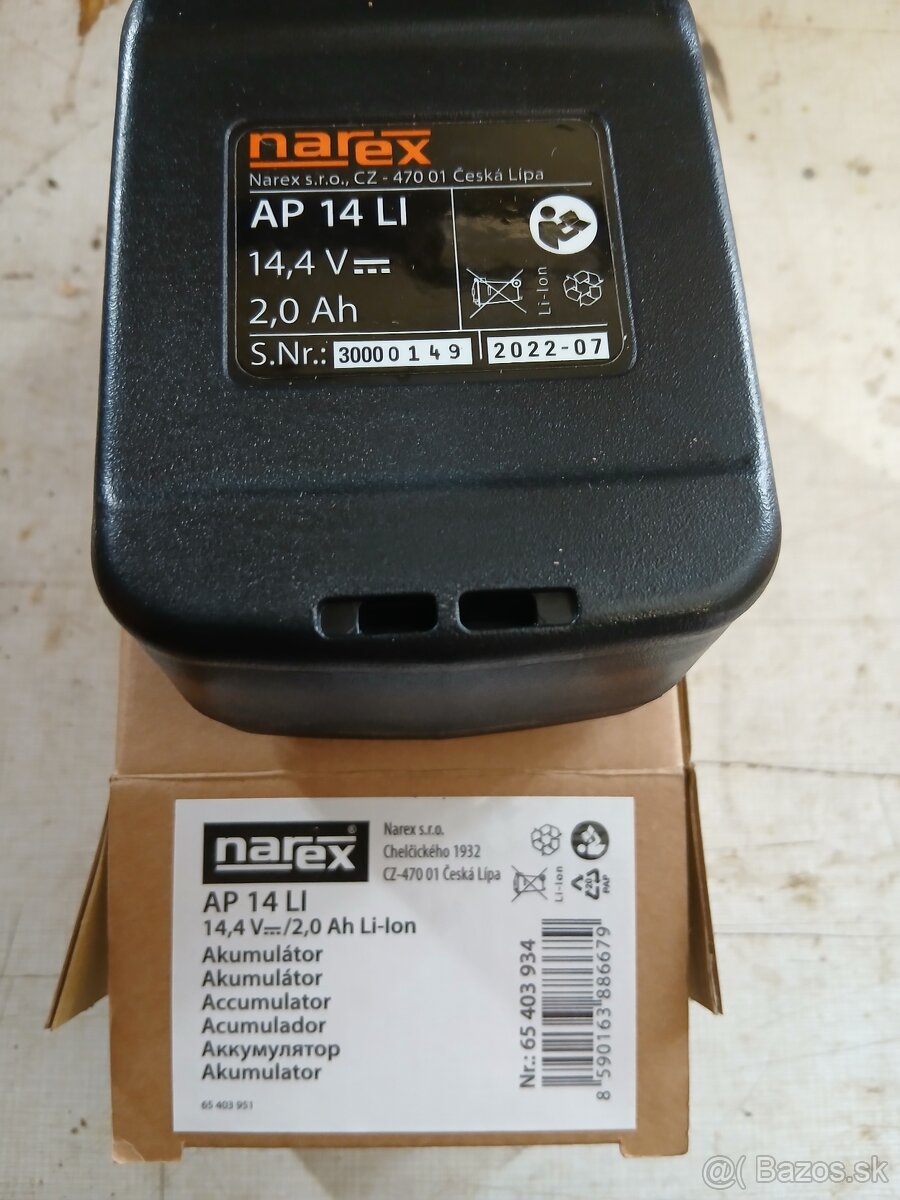 narex
Narex s.r.o., CZ - 470 01 Česká Lípa
AP 14 LI
14,4 V
2,0 Ah
Li-Ion
S.Nr.: 30000149 2022-07
narex®
Narex s.r.o.
Chelčického 1932
CZ-470 01 Česká Lípa
AP 14 LI
14,4 V⎓/2,0 Ah Li-Ion
Li-Ion
20
PAP
Akumulátor
Akumulátor
Accumulator
Acumulador
Аккумулятор
Akumulator
65 403 951
Nr.: 65 403 934
8 590163 886679
@( Bazos.sk